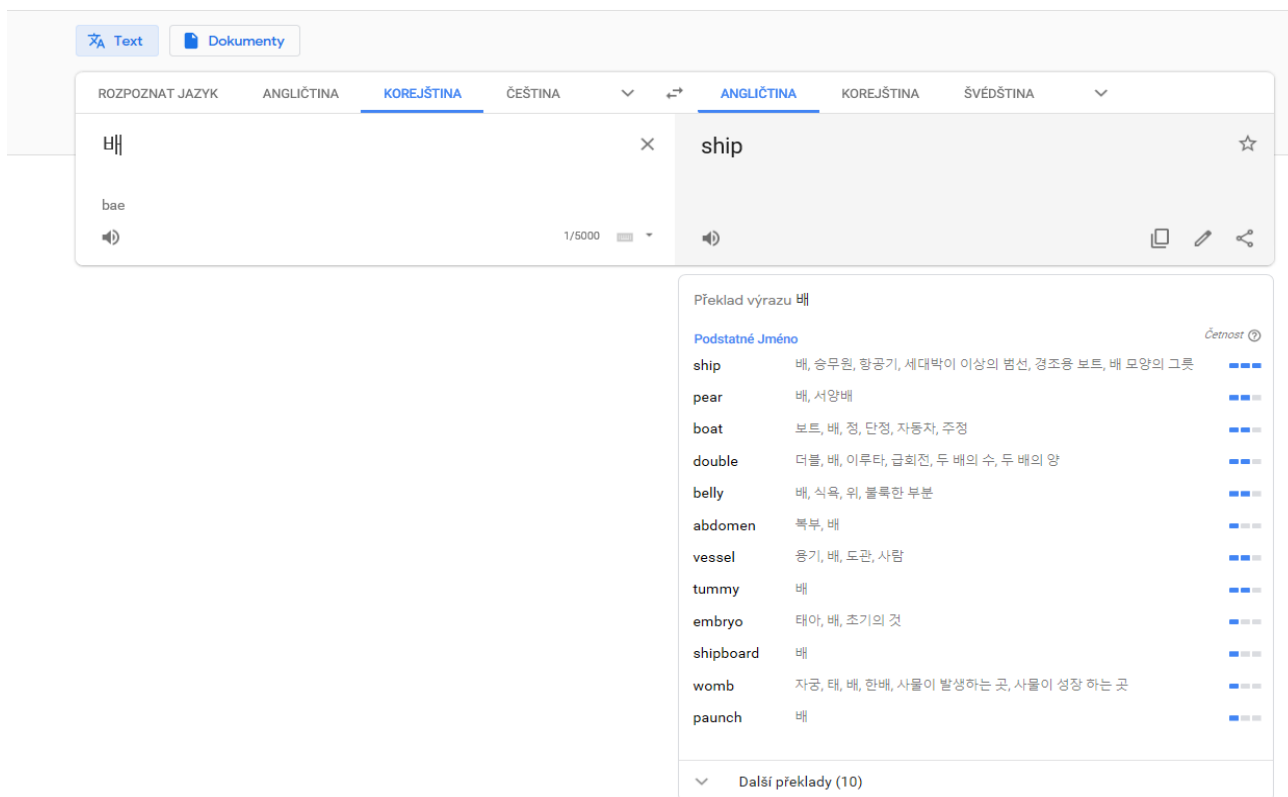 Text Dokumenty
ROZPOZNAT JAZYK ANGLIČTINA KOREJŠTINA ČEŠTINA ANGLIČTINA KOREJŠTINA ŠVÉDŠTINA
배 ship
bae
1/5000
Překlad výrazu 배
Podstatné Jméno Četnost
ship 배, 승무원, 항공기, 세대박이 이상의 범선, 경조용 보트, 배 모양의 그릇
pear 배, 서양배
boat 보트, 배, 정, 단정, 자동차, 주정
double 더블, 배, 이루타, 급회전, 두 배의 수, 두 배의 양
belly 배, 식욕, 위, 불룩한 부분
abdomen 복부, 배
vessel 용기, 배, 도관, 사람
tummy 배
embryo 태아, 배, 초기의 것
shipboard 배
womb 자궁, 태, 배, 한배, 사물이 발생하는 곳, 사물이 성장 하는 곳
paunch 배
Další překlady (10)